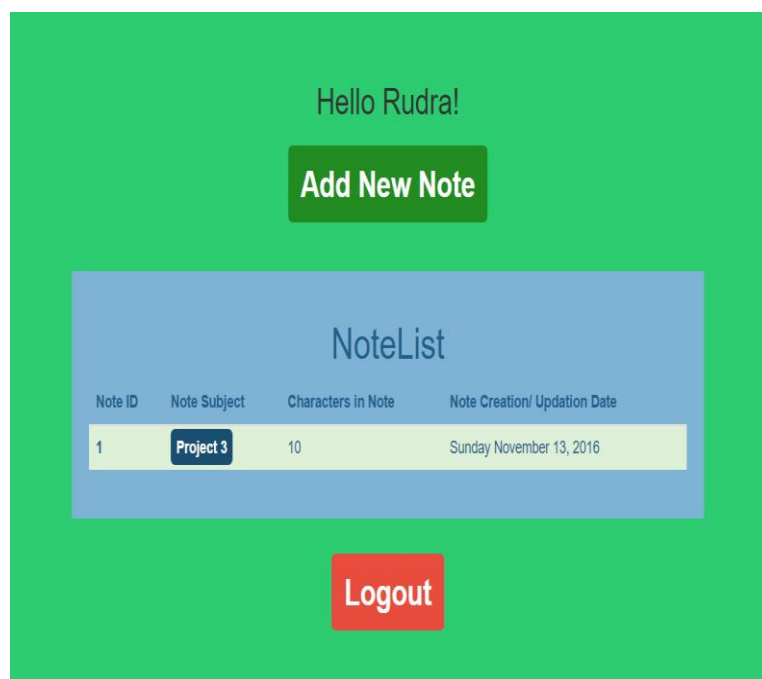 Hello Rudra!
Add New Note
NoteList
Note ID Note Subject Characters in Note Note Creation/ Updation Date
1 Project 3 10 Sunday November 13, 2016
Logout